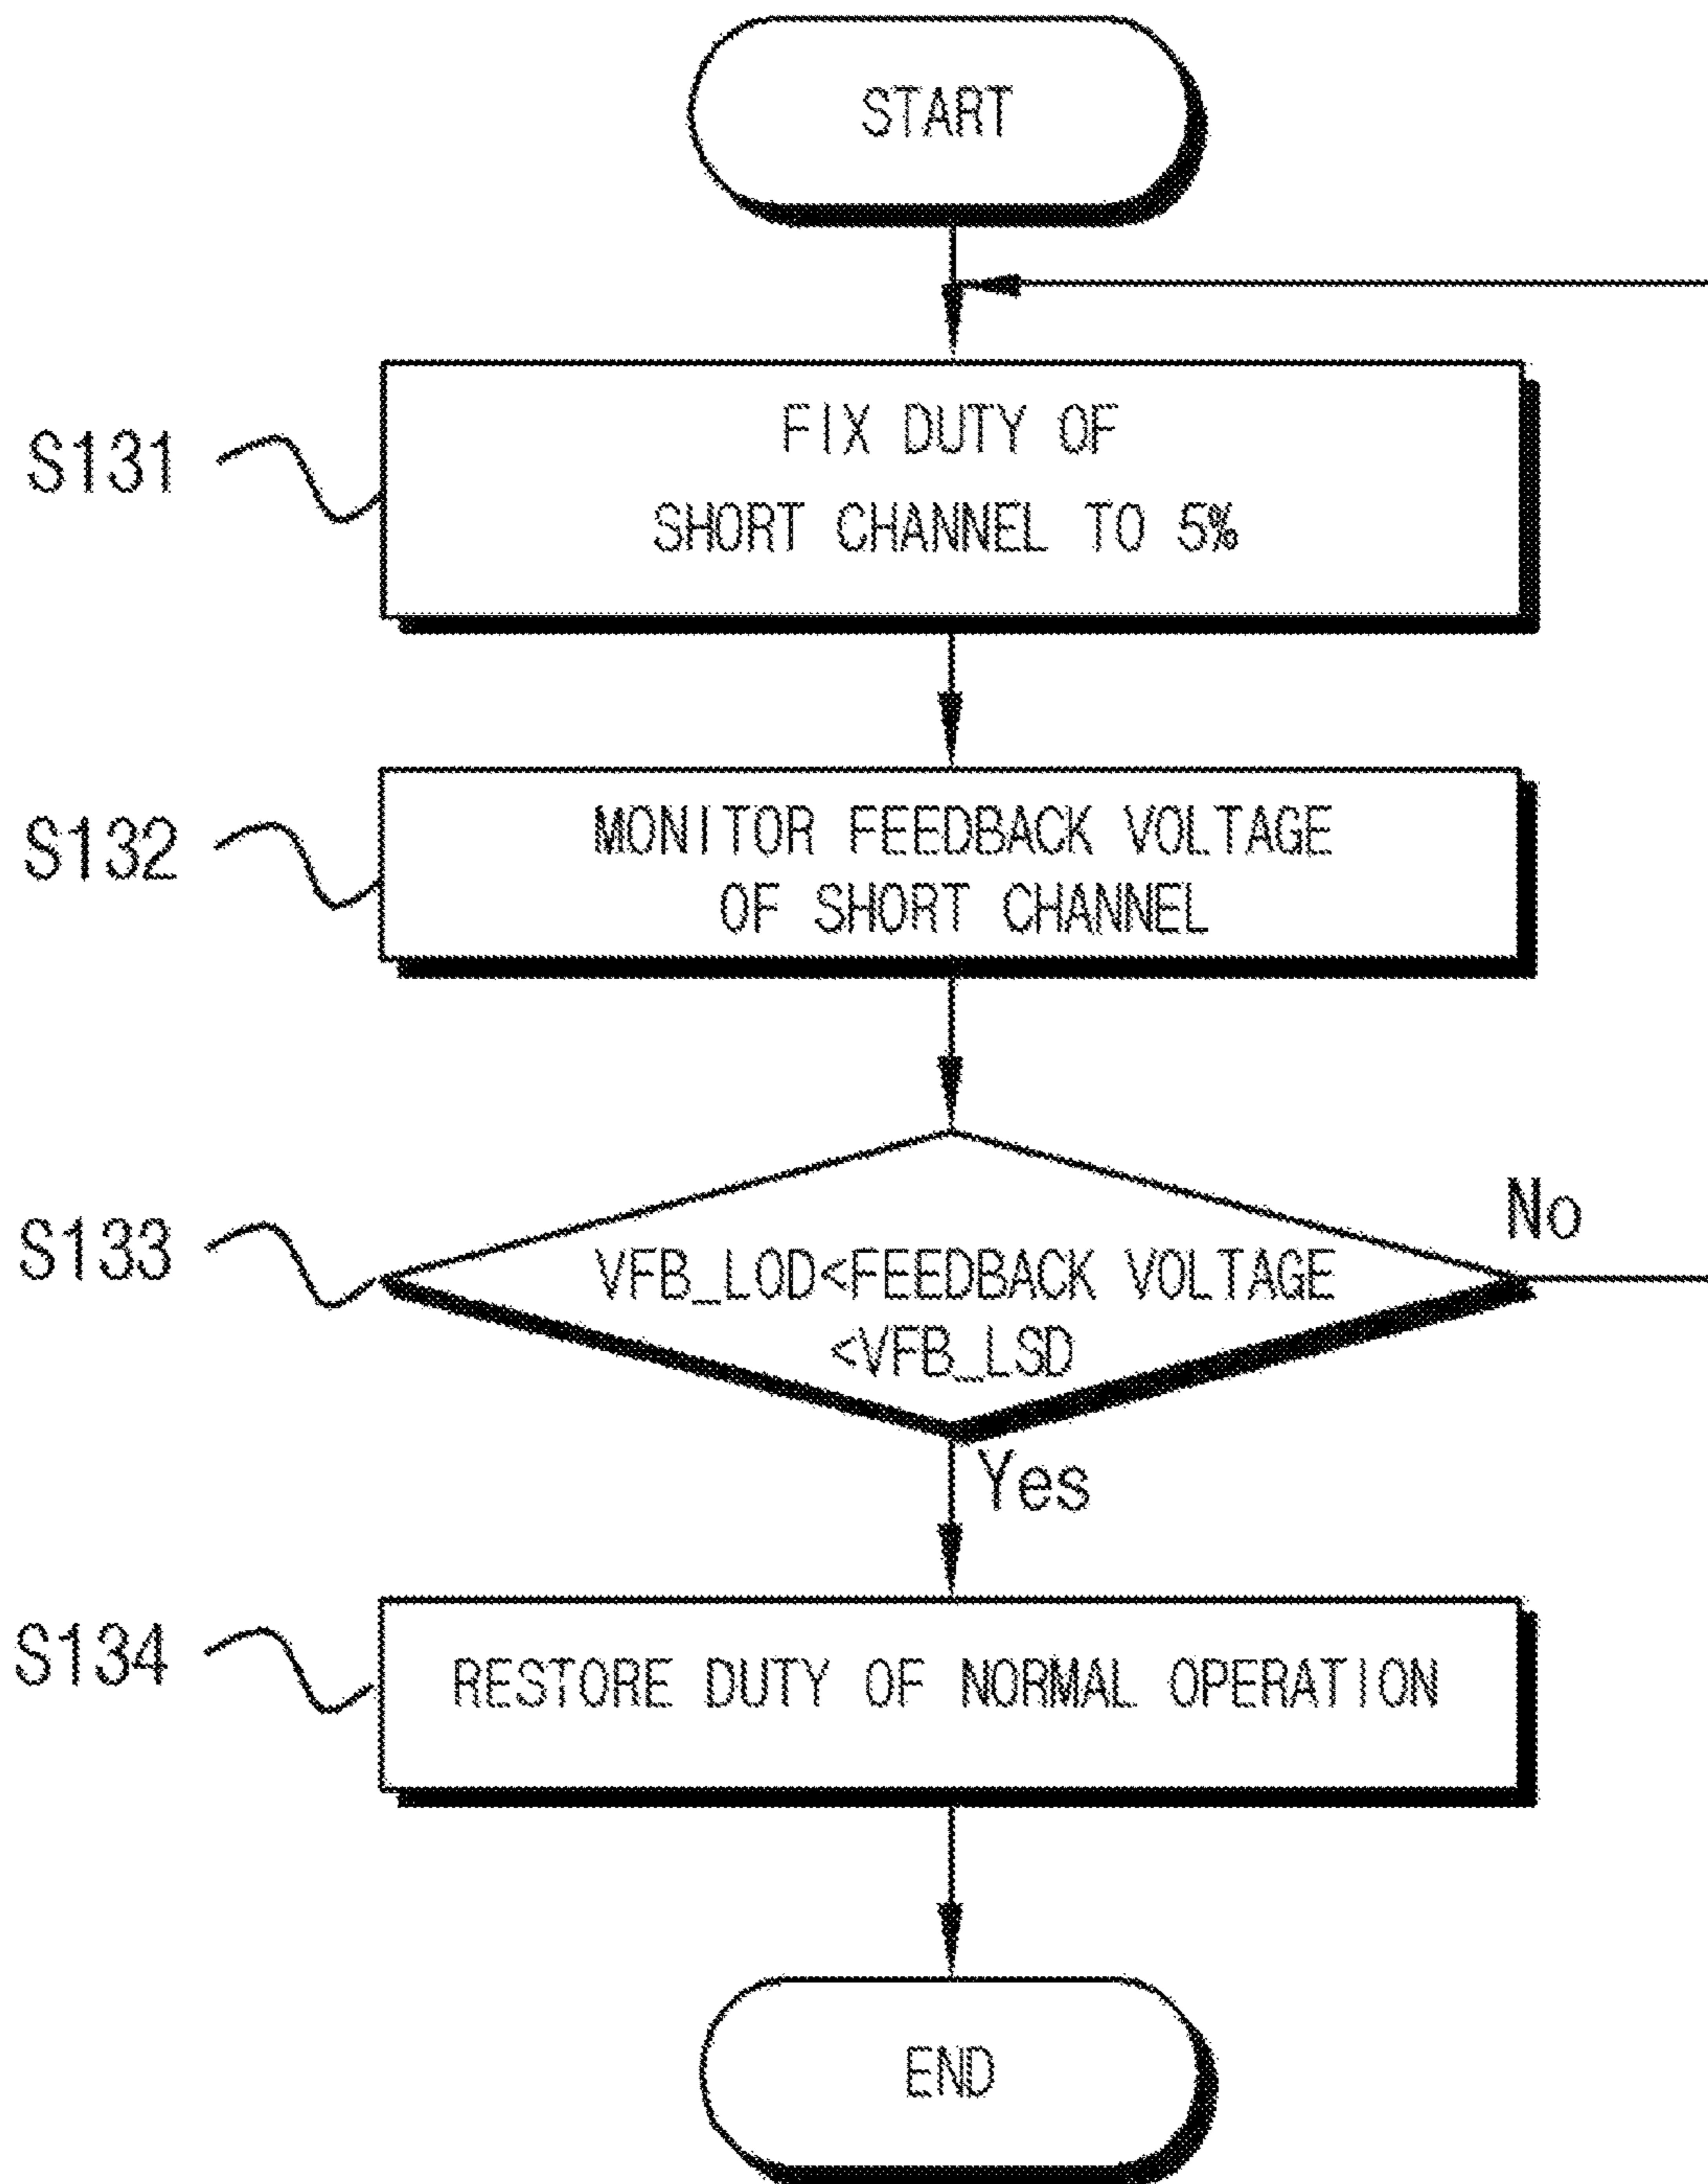 START
S131
FIX DUTY OF
SHORT CHANNEL TO 5%
S132
MONITOR FEEDBACK VOLTAGE
OF SHORT CHANNEL
S133
VFB_LOD<FEEDBACK VOLTAGE
<VFB_LSD
No
Yes
S134
RESTORE DUTY OF NORMAL OPERATION
END